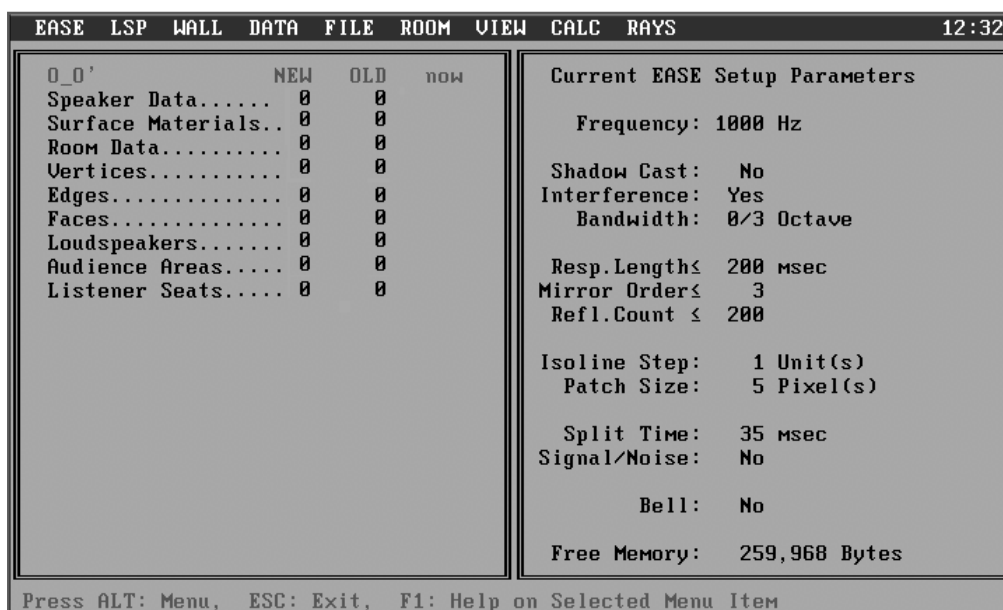 EASE LSP WALL DATA FILE ROOM VIEW CALC RAYS 12:32
O_O' NEW OLD now
Speaker Data...... 0 0
Surface Materials.. 0 0
Room Data.......... 0 0
Vertices........... 0 0
Edges.............. 0 0
Faces.............. 0 0
Loudspeakers....... 0 0
Audience Areas..... 0 0
Listener Seats..... 0 0
Current EASE Setup Parameters
Frequency: 1000 Hz
Shadow Cast: No
Interference: Yes
Bandwidth: 0/3 Octave
Resp.Length≤ 200 msec
Mirror Order≤ 3
Refl.Count ≤ 200
Isoline Step: 1 Unit(s)
Patch Size: 5 Pixel(s)
Split Time: 35 msec
Signal/Noise: No
Bell: No
Free Memory: 259,968 Bytes
Press ALT: Menu, ESC: Exit, F1: Help on Selected Menu Item